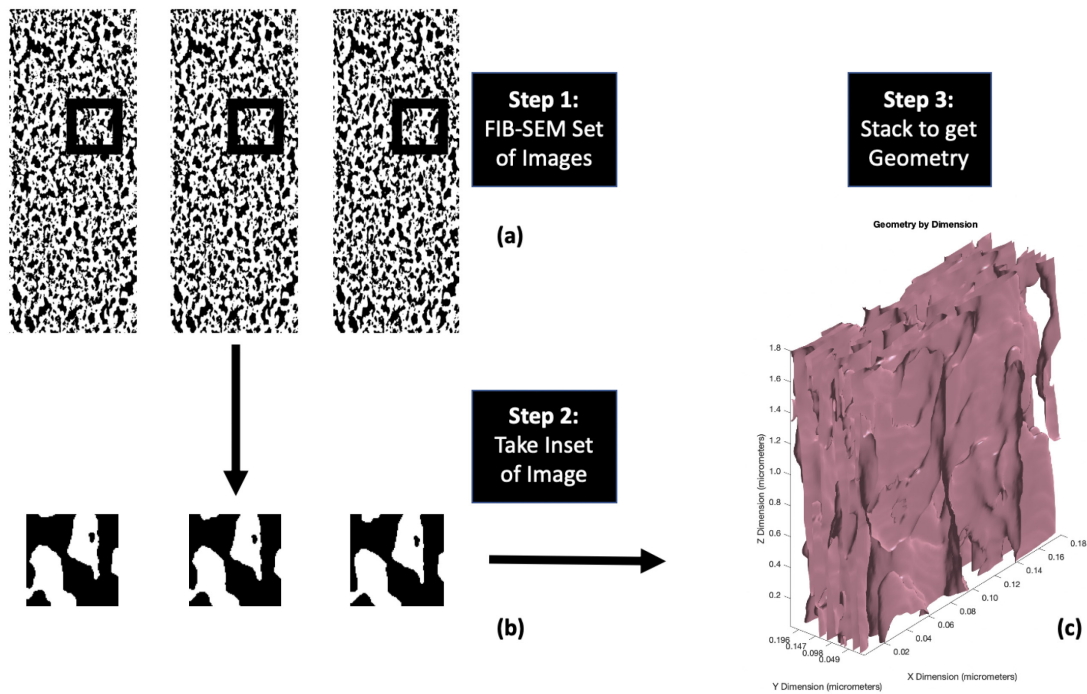 Step 1:
FIB-SEM Set
of Images
Step 3:
Stack to get
Geometry
(a)
Geometry by Dimension
Step 2:
Take Inset
of Image
(b)
Z Dimension (micrometers)
1.8
1.6
1.4
1.2
1.0
0.8
0.6
0.4
0.2
0.196
0.147
0.098
0.049
Y Dimension (micrometers)
0.02
0.04
0.06
0.08
0.10
0.12
0.14
0.16
0.18
X Dimension (micrometers)
(c)